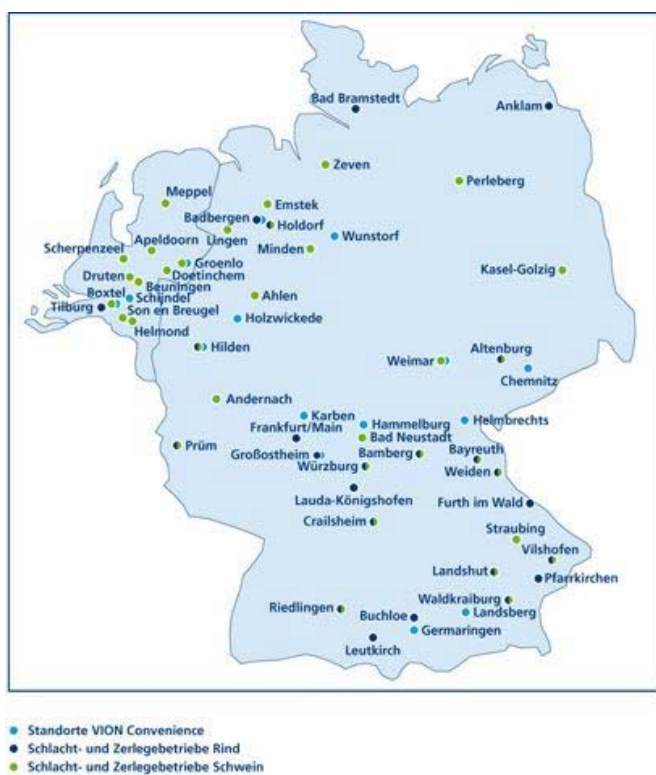 Bad Bramstedt
Anklam
Zeven
Perleberg
Meppel
Emstek
Badbergen
Holdorf
Lingen
Wunstorf
Apeldoorn
Minden
Scherpenzeel
Groenlo
Kasel-Golzig
Druten
Doetinchem
Beuningen
Boxtel
Schijndel
Ahlen
Tilburg
Son en Breugel
Holzwickede
Helmond
Hilden
Weimar
Altenburg
Chemnitz
Andernach
Karben
Hammelburg
Helmbrechts
Frankfurt/Main
Bad Neustadt
Prüm
Großostheim
Bamberg
Bayreuth
Würzburg
Weiden
Lauda-Königshofen
Furth im Wald
Crailsheim
Straubing
Vilshofen
Landshut
Pfarrkirchen
Waldkraiburg
Riedlingen
Buchloe
Landsberg
Germaringen
Leutkirch
Standorte VION Convenience
Schlacht- und Zerlegebetriebe Rind
Schlacht- und Zerlegebetriebe Schwein